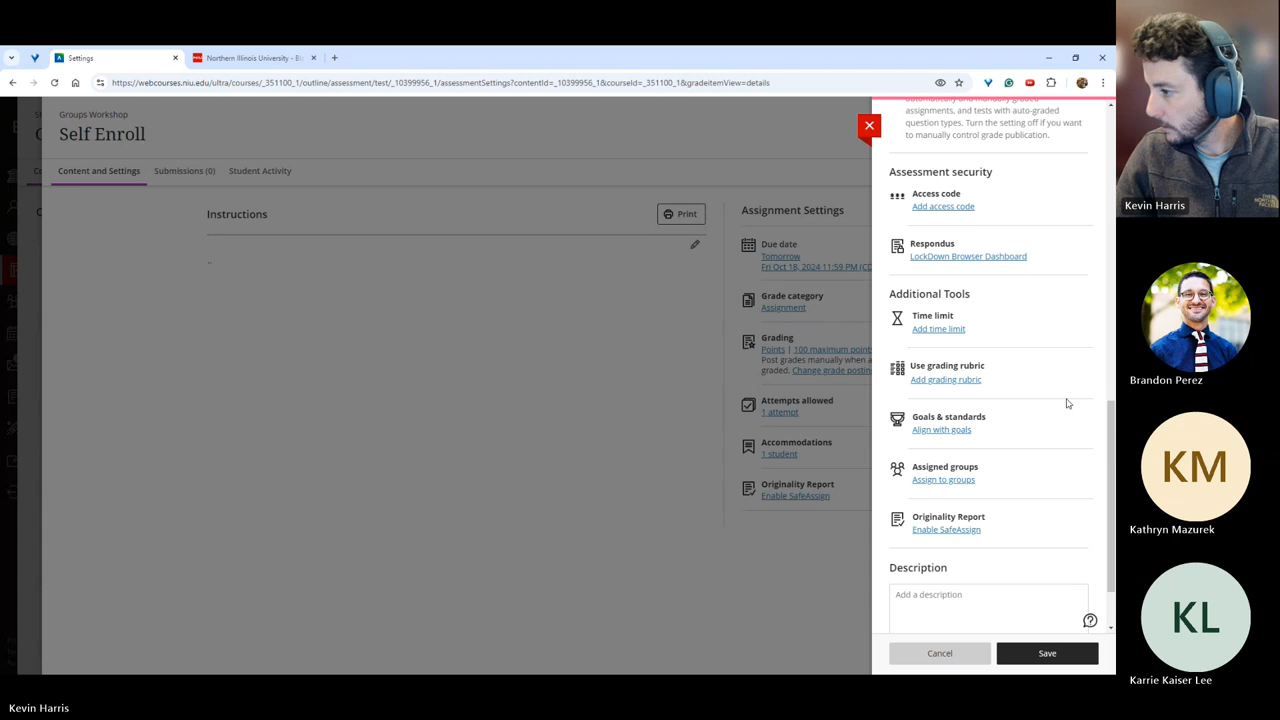 Settings
Northern Illinois University - Bl
https://webcourses.niu.edu/ultra/courses/_351100_1/outline/assessment/test/_10399956_1/assessmentSettings?contentId=_10399956_1&courseId=_351100_1&gradeitemView=details
Groups Workshop
Self Enroll
Content and Settings
Submissions (0)
Student Activity
Instructions
Print
Assignment Settings
Due date
Tomorrow
Fri Oct 18, 2024 11:59 PM (CD
Grade category
Assignment
Grading
Points | 100 maximum points
Post grades manually when a
graded. Change grade postin
Attempts allowed
1 attempt
Accommodations
1 student
Originality Report
Enable SafeAssign
automatically and manually graded
assignments, and tests with auto-graded
question types. Turn the setting off if you want
to manually control grade publication.
Assessment security
Access code
Add access code
Respondus
LockDown Browser Dashboard
Additional Tools
Time limit
Add time limit
Use grading rubric
Add grading rubric
Goals & standards
Align with goals
Assigned groups
Assign to groups
Originality Report
Enable SafeAssign
Description
Add a description
Cancel
Save
Kevin Harris
Brandon Perez
KM
Kathryn Mazurek
KL
Karrie Kaiser Lee
Kevin Harris